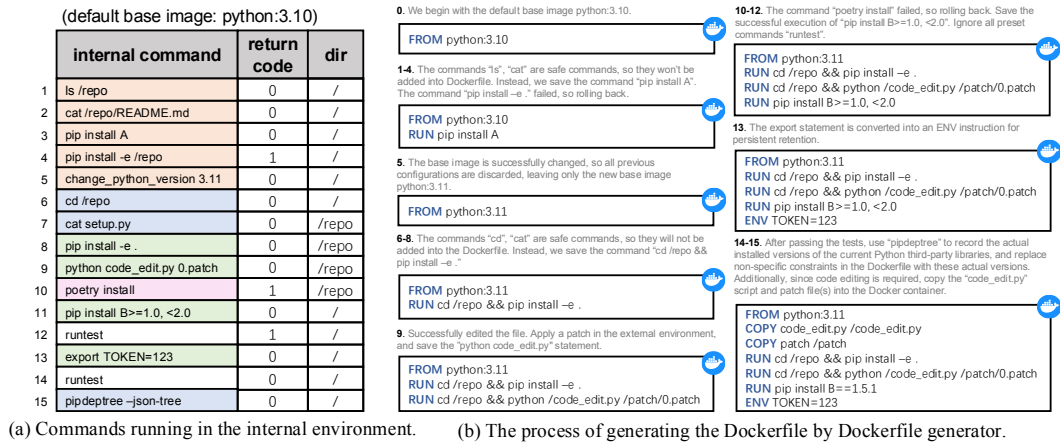 (default base image: python:3.10)
internal command return code dir
1 ls /repo 0 /
2 cat /repo/README.md 0 /
3 pip install A 0 /
4 pip install -e /repo 1 /
5 change_python_version 3.11 0 /
6 cd /repo 0 /
7 cat setup.py 0 /repo
8 pip install -e . 0 /repo
9 python code_edit.py 0.patch 0 /repo
10 poetry install 1 /repo
11 pip install B>=1.0, <2.0 0 /
12 runtest 1 /
13 export TOKEN=123 0 /
14 runtest 0 /
15 pipdeptree –json-tree 0 /
(a) Commands running in the internal environment.
0. We begin with the default base image python:3.10.
FROM python:3.10
1-4. The commands "ls", "cat" are safe commands, so they won't be
added into Dockerfile. Instead, we save the command "pip install A".
The command "pip install -e ." failed, so rolling back.
FROM python:3.10
RUN pip install A
5. The base image is successfully changed, so all previous
configurations are discarded, leaving only the new base image
python:3.11.
FROM python:3.11
6-8. The commands "cd", "cat" are safe commands, so they will not be
added into the Dockerfile. Instead, we save the command "cd /repo &&
pip install –e ."
FROM python:3.11
RUN cd /repo && pip install –e .
9. Successfully edited the file. Apply a patch in the external environment,
and save the "python code_edit.py" statement.
FROM python:3.11
RUN cd /repo && pip install –e .
RUN cd /repo && python /code_edit.py /patch/0.patch
10-12. The command "poetry install" failed, so rolling back. Save the
successful execution of "pip install B>=1.0, <2.0". Ignore all preset
commands "runtest".
FROM python:3.11
RUN cd /repo && pip install –e .
RUN cd /repo && python /code_edit.py /patch/0.patch
RUN pip install B>=1.0, <2.0
13. The export statement is converted into an ENV instruction for
persistent retention.
FROM python:3.11
RUN cd /repo && pip install –e .
RUN cd /repo && python /code_edit.py /patch/0.patch
RUN pip install B>=1.0, <2.0
ENV TOKEN=123
14-15. After passing the tests, use "pipdeptree" to record the actual
installed versions of the current Python third-party libraries, and replace
non-specific constraints in the Dockerfile with these actual versions.
Additionally, since code editing is required, copy the "code_edit.py"
script and patch file(s) into the Docker container.
FROM python:3.11
COPY code_edit.py /code_edit.py
COPY patch /patch
RUN cd /repo && pip install –e .
RUN cd /repo && python /code_edit.py /patch/0.patch
RUN pip install B==1.5.1
ENV TOKEN=123
(b) The process of generating the Dockerfile by Dockerfile generator.